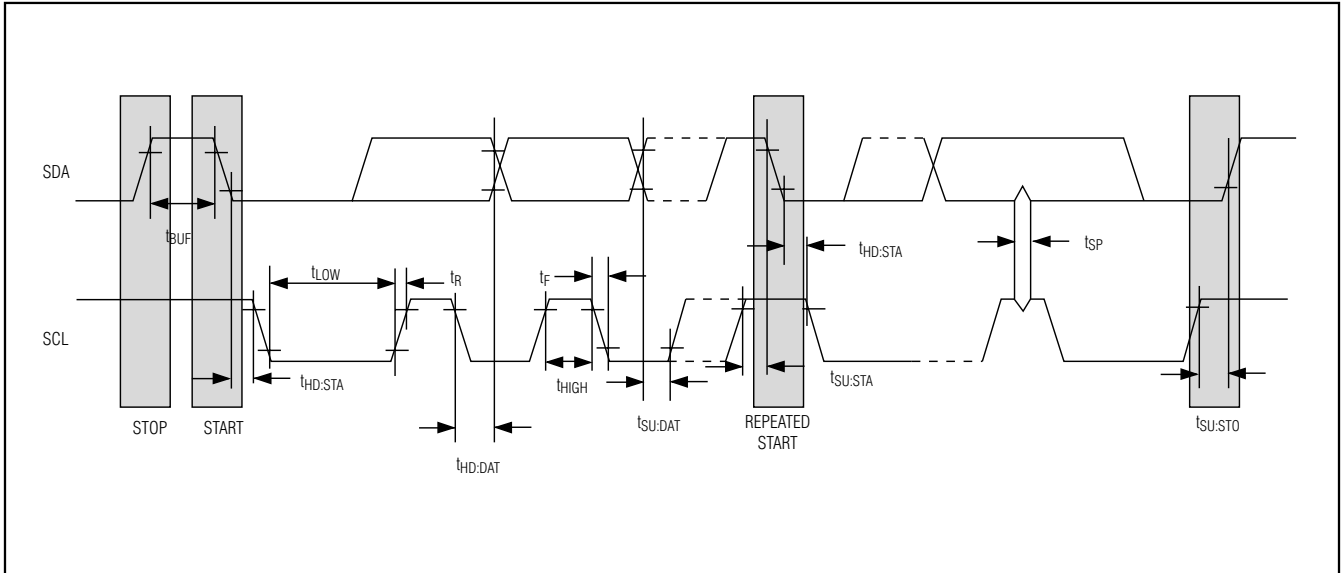 SDA
tBUF
tLOW
tR
tF
tHD:STA
tSP
SCL
tHD:STA
tHIGH
tSU:DAT
tSU:STA
tSU:STO
STOP
START
REPEATED
START
tHD:DAT